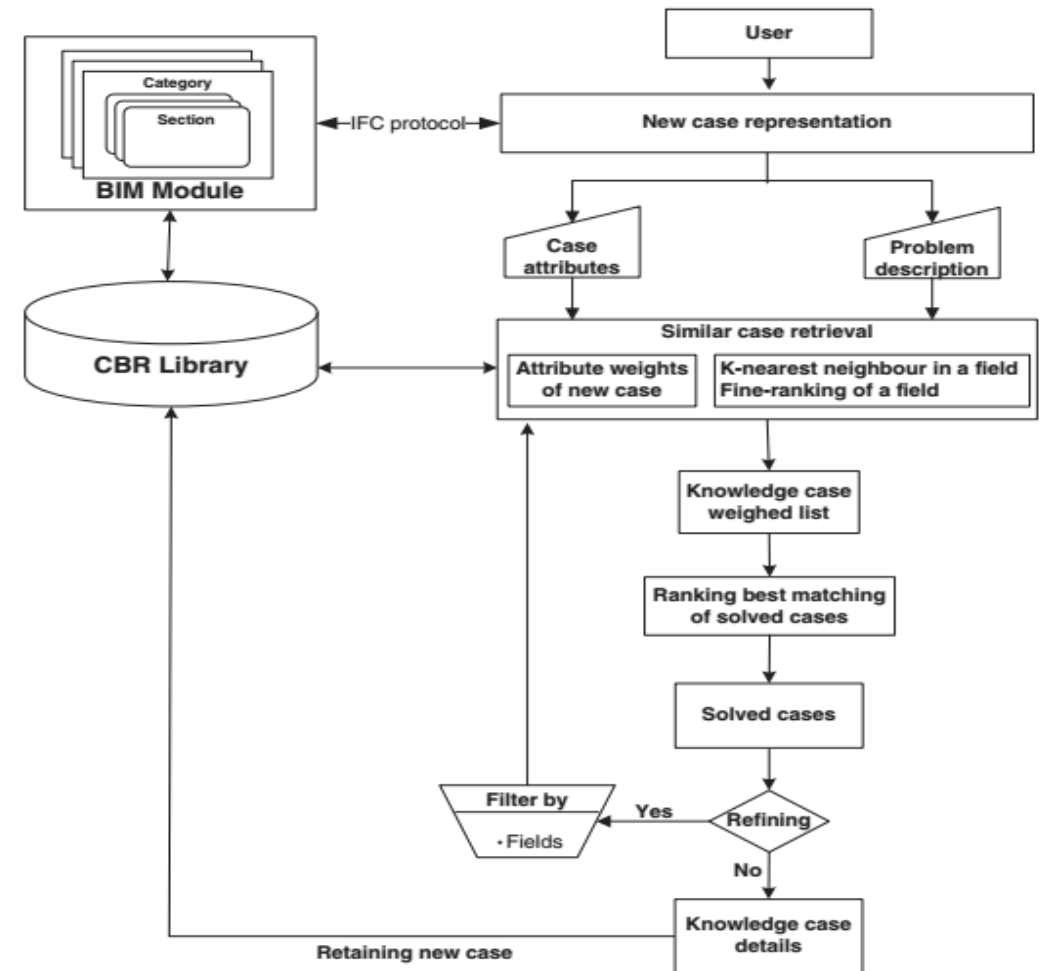 User
Category
Section
BIM Module
IFC protocol
New case representation
Case
attributes
Problem
description
CBR Library
Similar case retrieval
Attribute weights
of new case
K-nearest neighbour in a field
Fine-ranking of a field
Knowledge case
weighed list
Ranking best matching
of solved cases
Solved cases
Filter by
• Fields
Yes
Refining
No
Knowledge case
details
Retaining new case